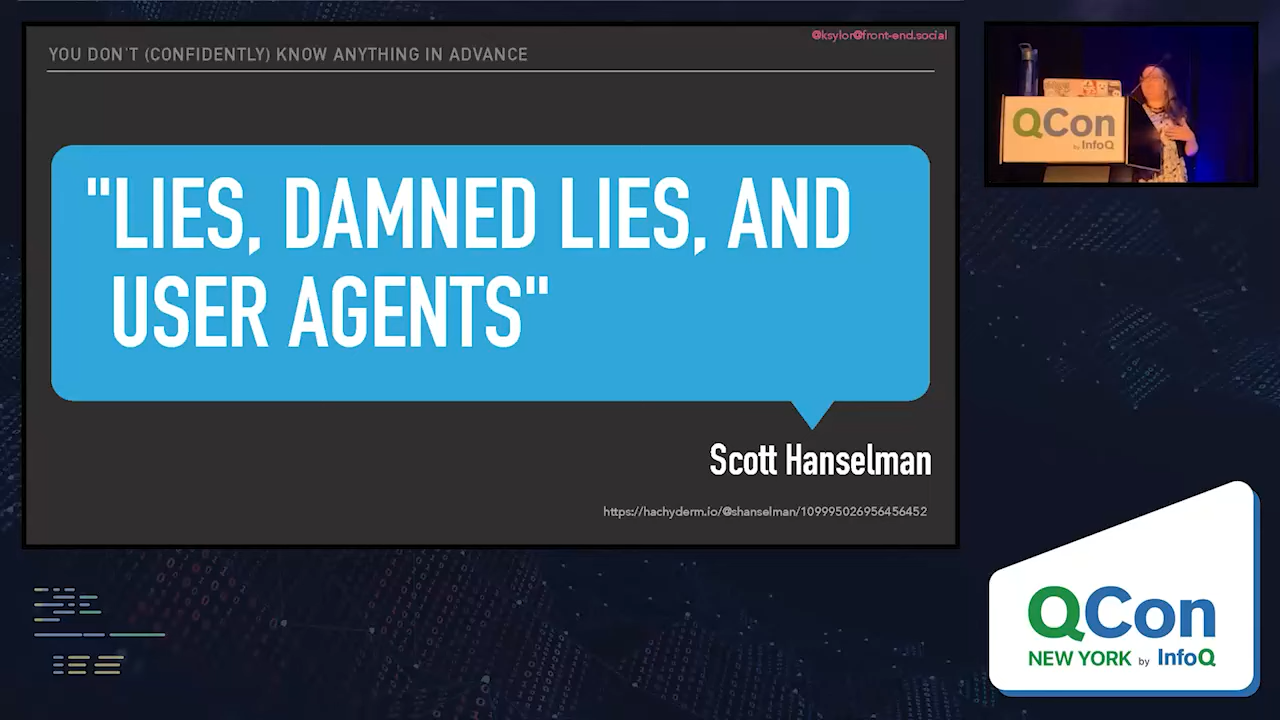 YOU DON'T (CONFIDENTLY) KNOW ANYTHING IN ADVANCE
@ksylor@front-end.social
"LIES, DAMNED LIES, AND
USER AGENTS"
Scott Hanselman
https://hachyderm.io/@shanselman/109995026956456452
QCon
by InfoQ
QCon
NEW YORK by InfoQ